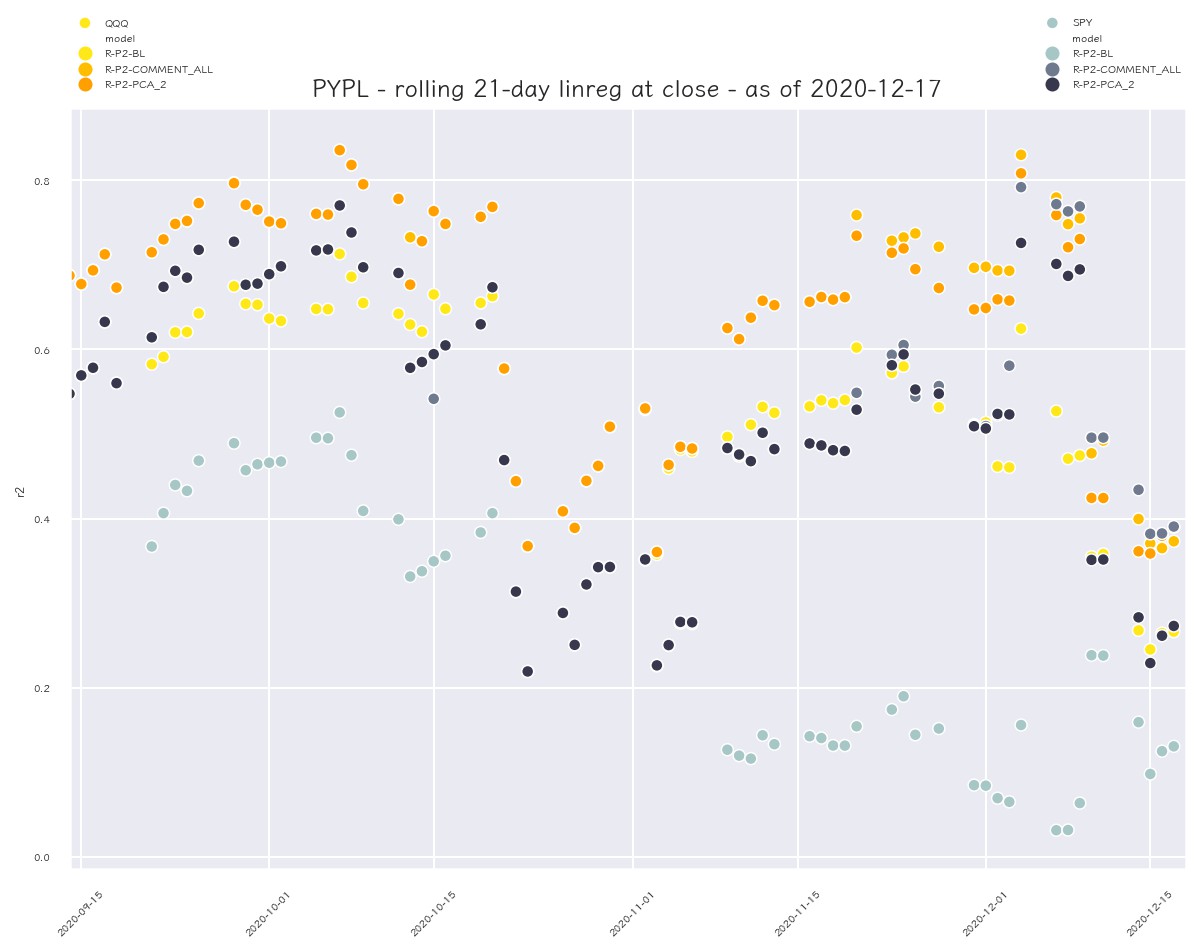 QQQ
model
R-P2-BL
R-P2-COMMENT_ALL
R-P2-PCA_2
SPY
model
R-P2-BL
R-P2-COMMENT_ALL
R-P2-PCA_2
PYPL - rolling 21-day linreg at close - as of 2020-12-17
r2
0.8
0.6
0.4
0.2
0.0
2020-09-15
2020-10-01
2020-10-15
2020-11-01
2020-11-15
2020-12-01
2020-12-15